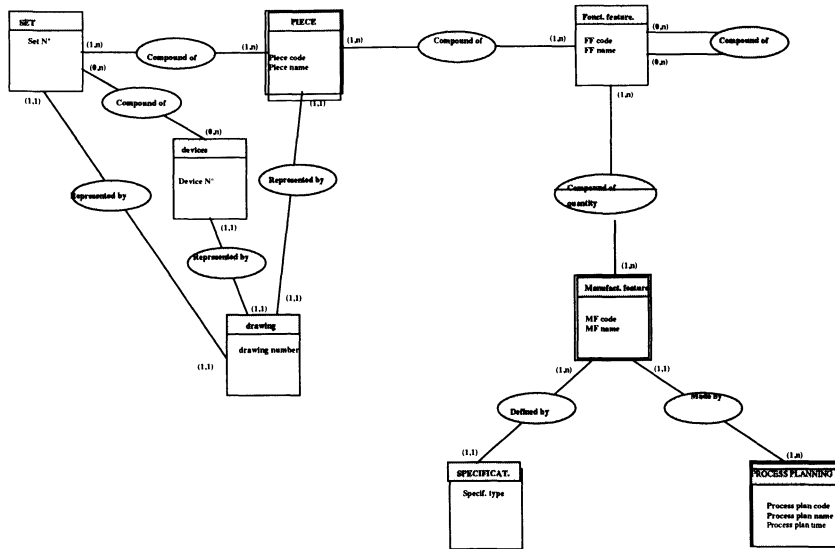 SET
Set N°
(1,n)
Compound of
(1,n)
PIECE
Piece code
Piece name
(1,n)
Compound of
(1,n)
Fonct. feature.
FF code
FF name
(0,n)
(0,n)
Compound of
(0,n)
(1,1)
Compound of
(0,n)
(1,1)
(1,n)
devices
Device N°
Represented by
Represented by
Compound of
quantity
(1,1)
Represented by
(1,n)
(1,1)
(1,1)
Manufact. feature
MF code
MF name
drawing
drawing number
(1,1)
(1,n)
(1,1)
Defined by
Made by
(1,1)
(1,n)
SPECIFICAT.
Specif. type
PROCESS PLANNING
Process plan code
Process plan name
Process plan time